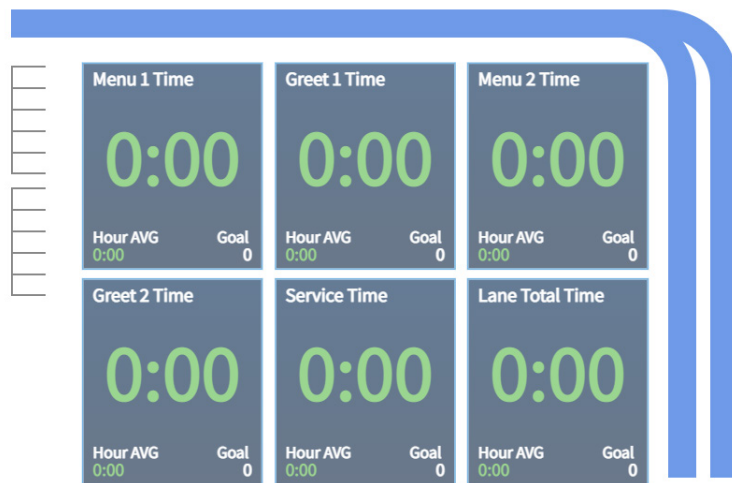 Menu 1 Time
0:00
Hour AVG Goal
0:00 0
Greet 1 Time
0:00
Hour AVG Goal
0:00 0
Menu 2 Time
0:00
Hour AVG Goal
0:00 0
Greet 2 Time
0:00
Hour AVG Goal
0:00 0
Service Time
0:00
Hour AVG Goal
0:00 0
Lane Total Time
0:00
Hour AVG Goal
0:00 0